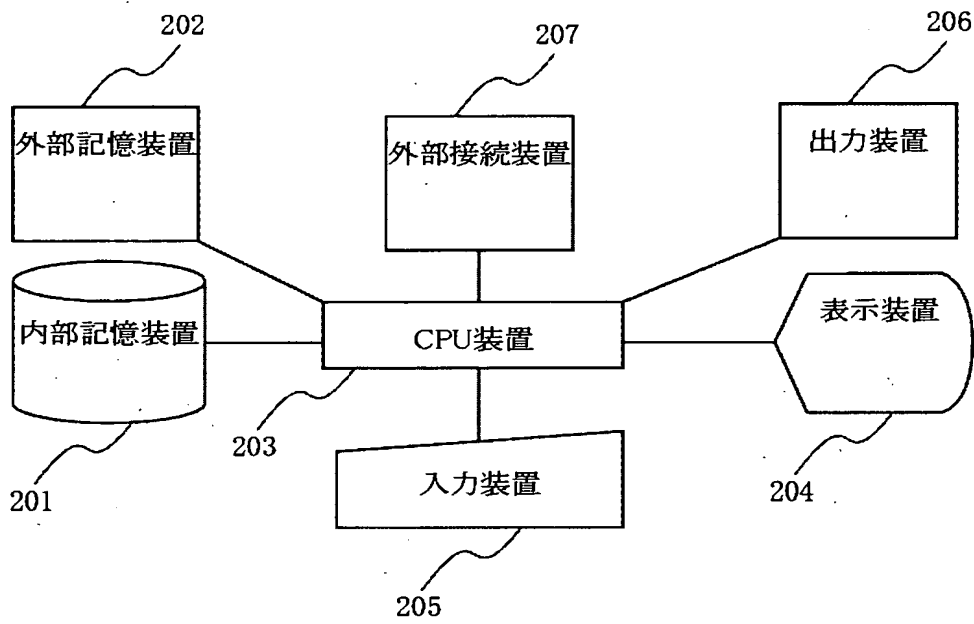 202
207
206
外部記憶装置
外部接続装置
出力装置
内部記憶装置
CPU装置
表示装置
203
入力装置
201
204
205